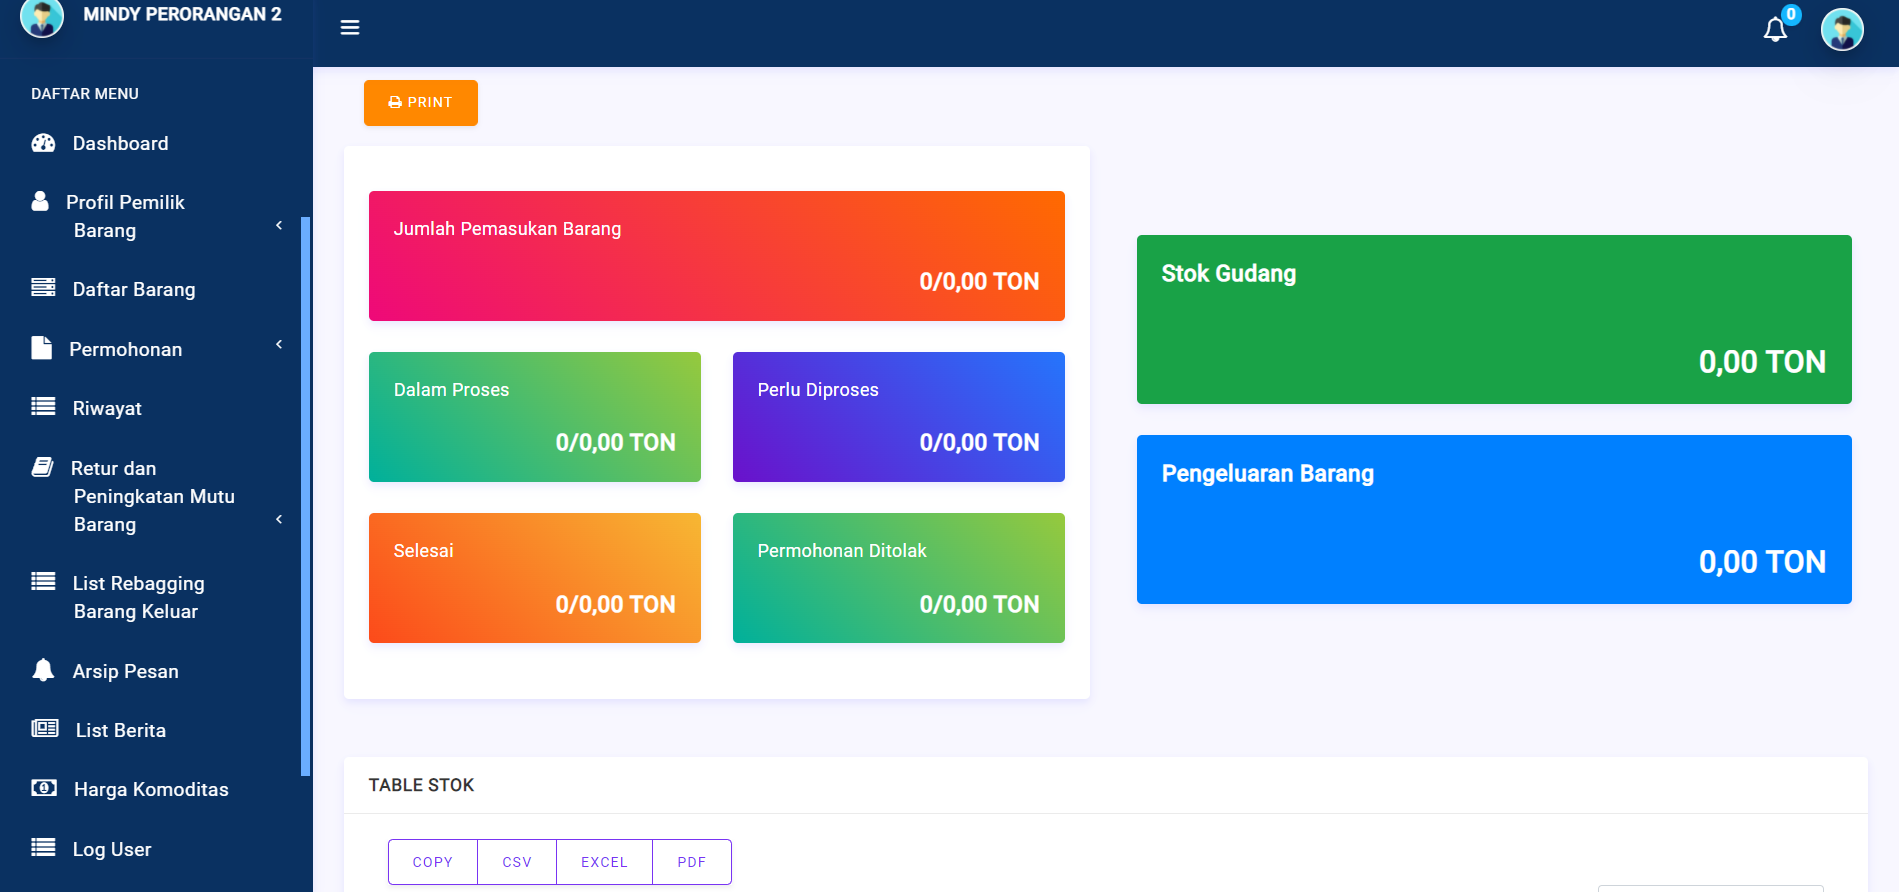 MINDY PERORANGAN 2
0
DAFTAR MENU
Dashboard
Profil Pemilik
Barang
Daftar Barang
Permohonan
Riwayat
Retur dan
Peningkatan Mutu
Barang
List Rebagging
Barang Keluar
Arsip Pesan
List Berita
Harga Komoditas
Log User
PRINT
Jumlah Pemasukan Barang
0/0,00 TON
Dalam Proses
0/0,00 TON
Perlu Diproses
0/0,00 TON
Selesai
0/0,00 TON
Permohonan Ditolak
0/0,00 TON
Stok Gudang
0,00 TON
Pengeluaran Barang
0,00 TON
TABLE STOK
COPY CSV EXCEL PDF